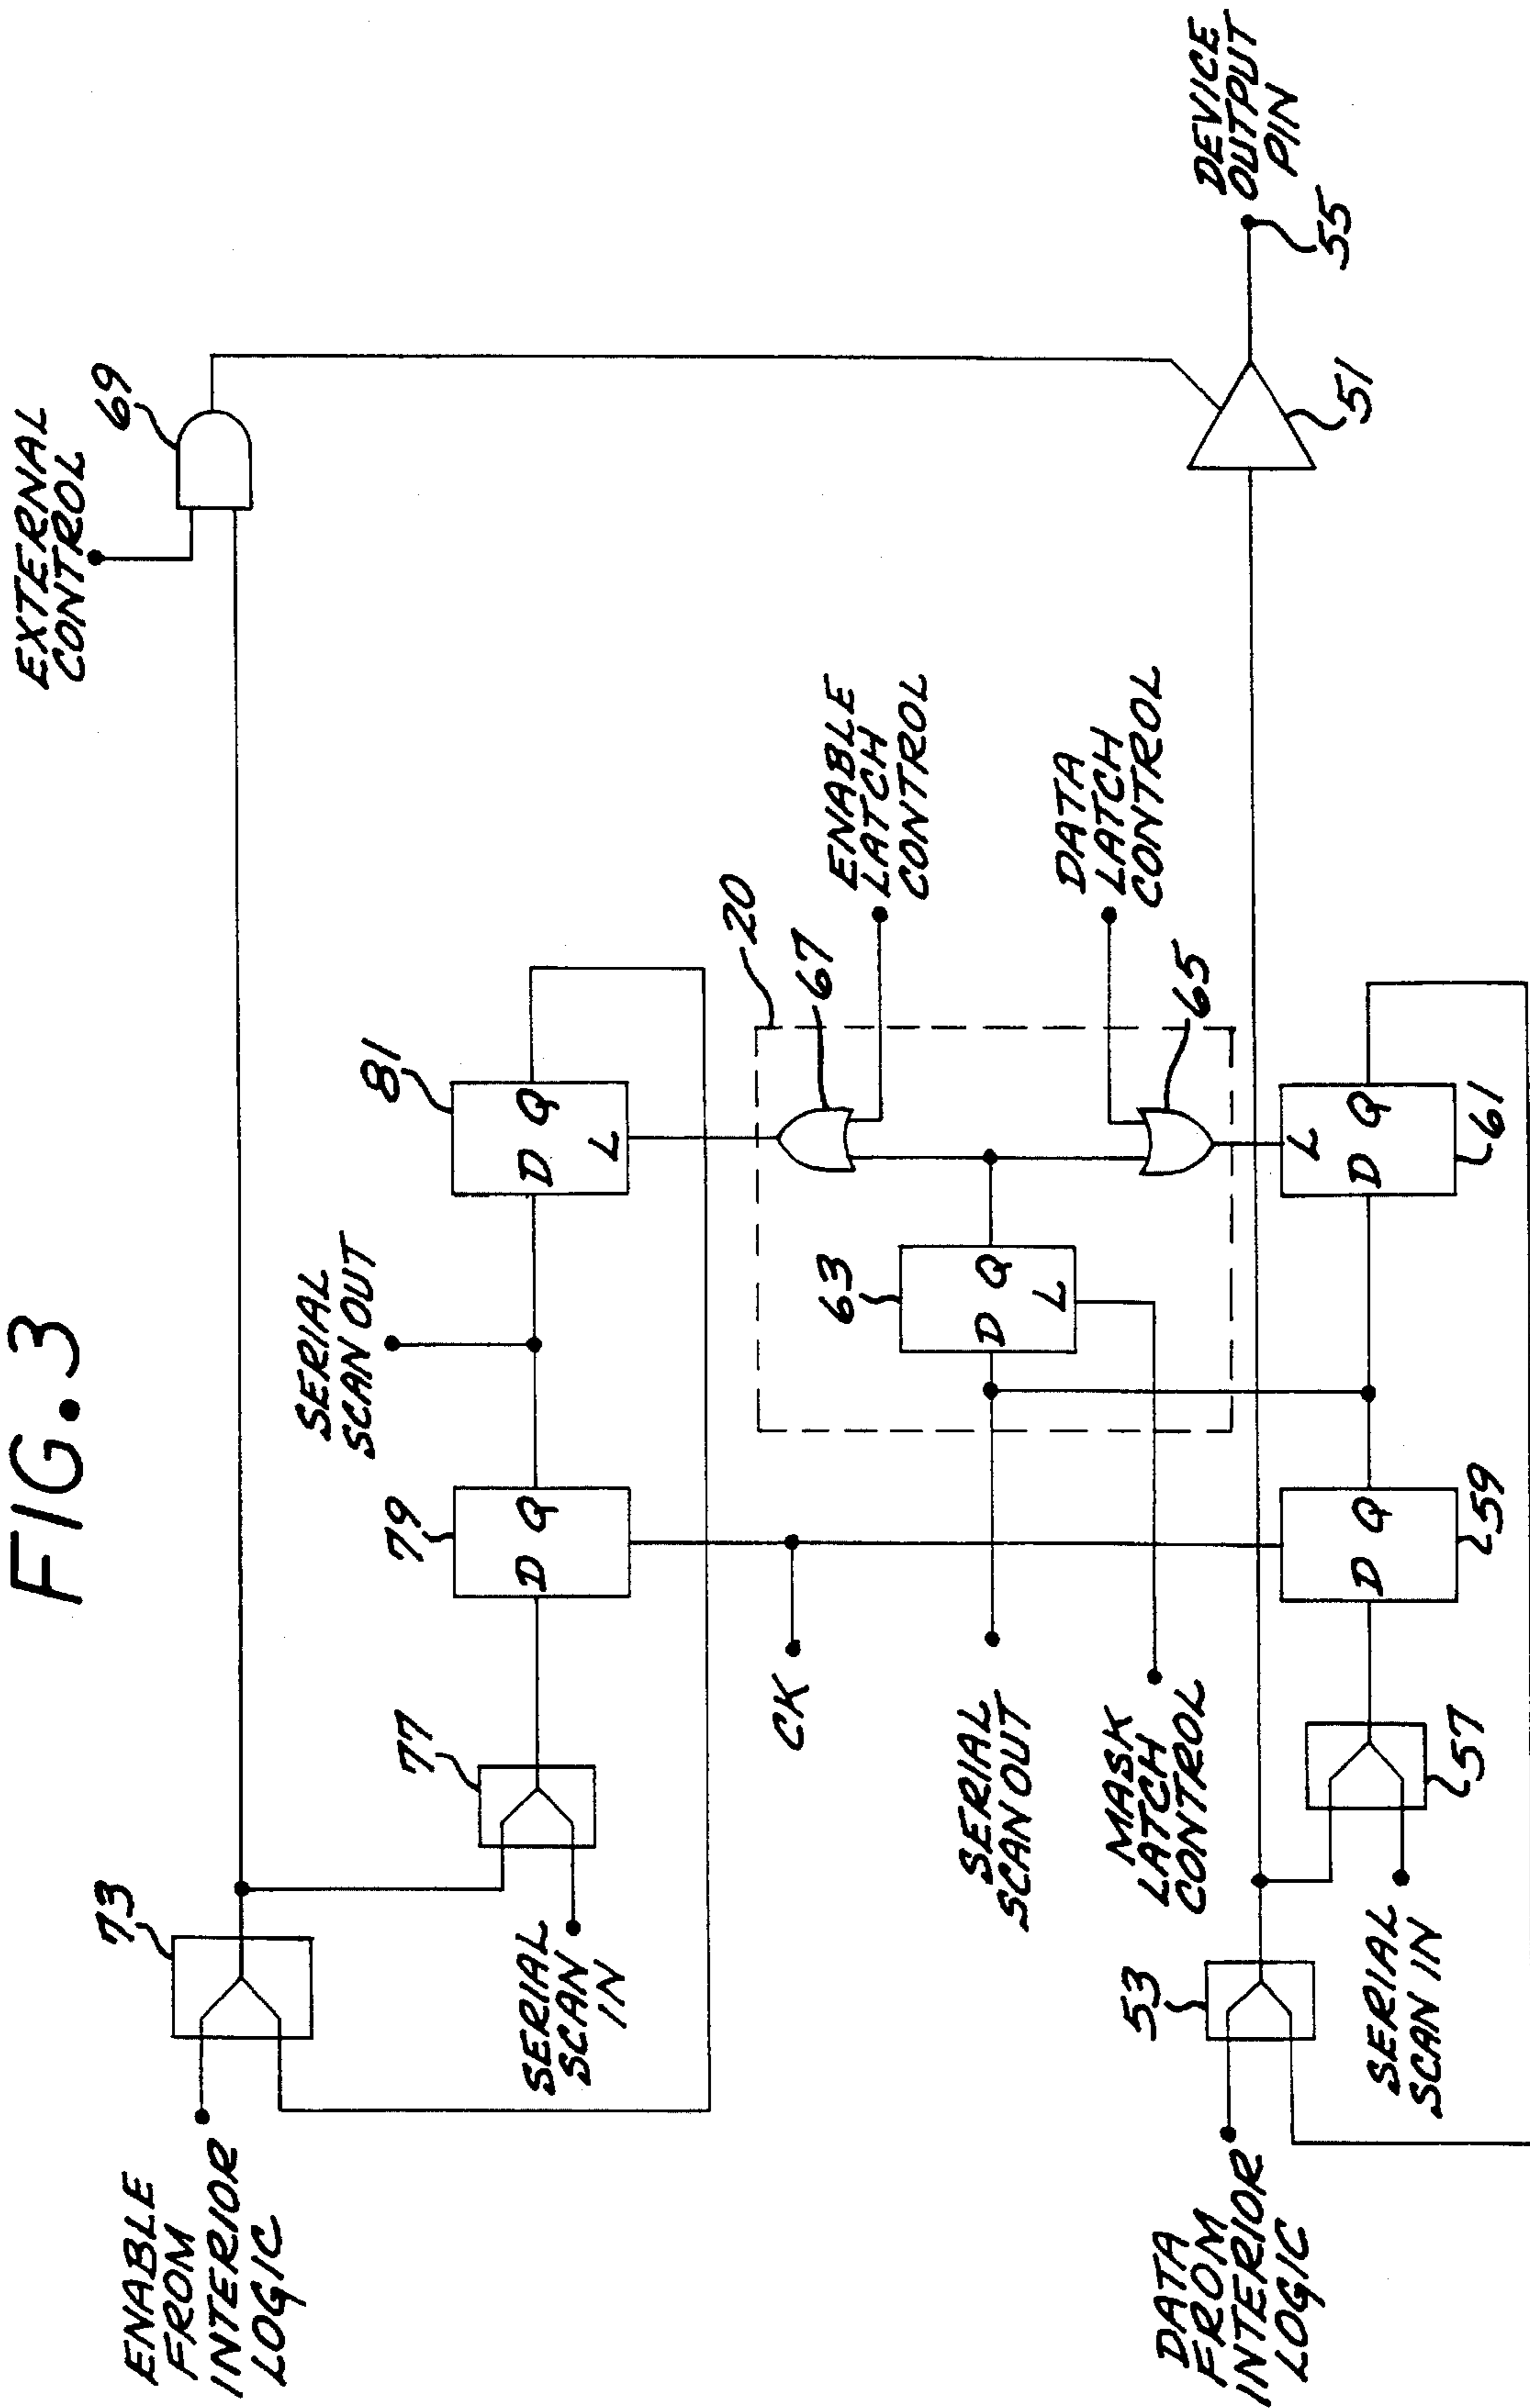 FIG. 3
EXTERNAL
CONTROL
69
ENABLE
FROM
INTERIOR
LOGIC
73
77
SERIAL
SCAN
IN
79
SERIAL
SCAN OUT
81
D Q
D Q
L
CK
20
67
ENABLE
LATCH
CONTROL
63
D Q
L
SERIAL
SCAN OUT
MASK
LATCH
CONTROL
65
DATA
LATCH
CONTROL
DATA
FROM
INTERIOR
LOGIC
53
SERIAL
SCAN IN
57
D Q
59
L
D Q
61
51
DEVICE
OUTPUT
PIN
55